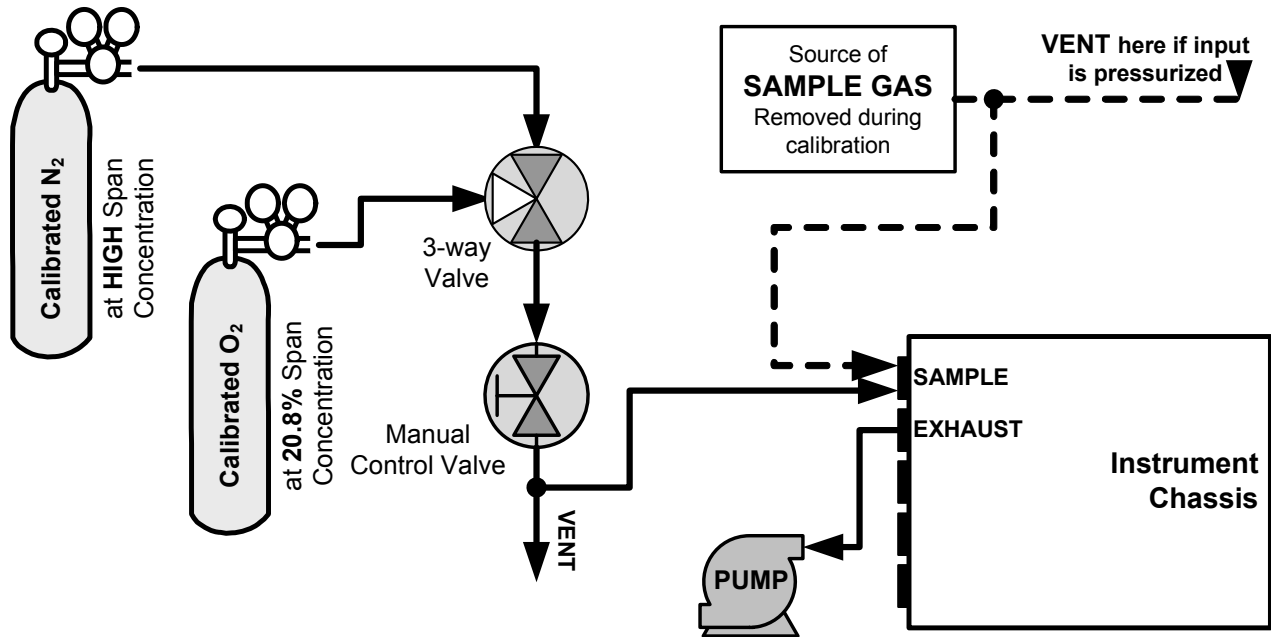 Calibrated N₂
at HIGH Span
Concentration
Calibrated O₂
at 20.8% Span
Concentration
3-way
Valve
Manual
Control Valve
VENT
Source of
SAMPLE GAS
Removed during
calibration
VENT here if input
is pressurized
SAMPLE
EXHAUST
Instrument
Chassis
PUMP